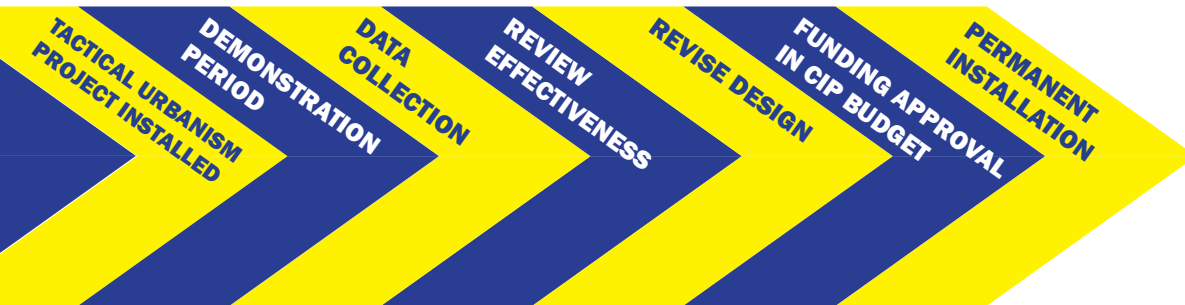 TACTICAL URBANISM
PROJECT INSTALLED
DEMONSTRATION
PERIOD
DATA
COLLECTION
REVIEW
EFFECTIVENESS
REVISE DESIGN
FUNDING APPROVAL
IN CIP BUDGET
PERMANENT
INSTALLATION